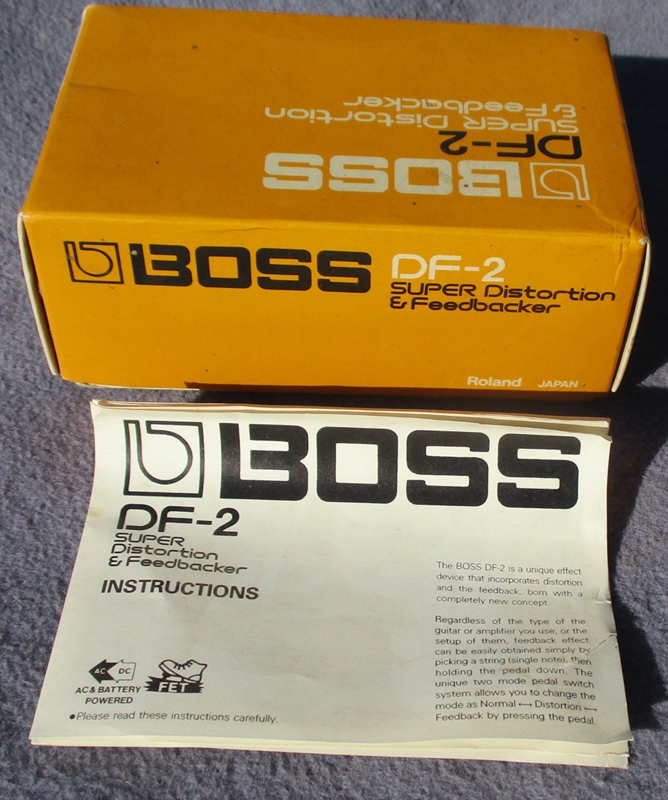 BOSS
DF-2
SUPER Distortion
& Feedbacker
BOSS
DF-2
SUPER Distortion
& Feedbacker
Roland JAPAN
BOSS
DF-2
SUPER
Distortion
& Feedbacker
INSTRUCTIONS
AC DC
AC & BATTERY
POWERED
FET
●Please read these instructions carefully.
The BOSS DF-2 is a unique effect
device that incorporates distortion
and the feedback, born with a
completely new concept.
Regardless of the type of the
guitar or amplifier you use, or the
setup of them, feedback effect
can be easily obtained simply by
picking a string (single note), then
holding the pedal down. The
unique two mode pedal switch
system allows you to change the
mode as Normal ↔ Distortion ↔
Feedback by pressing the pedal.